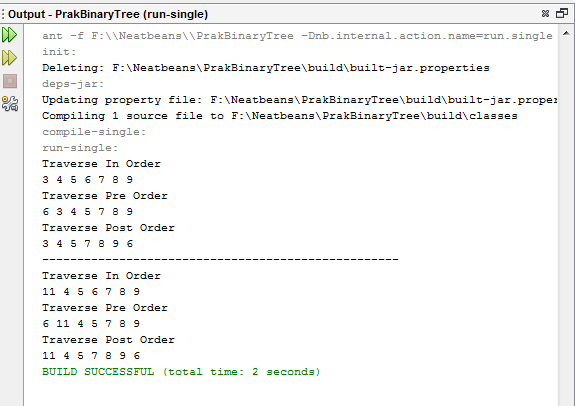 Output - PrakBinaryTree (run-single)
ant -f F:\\Neatbeans\\PrakBinaryTree -Dnb.internal.action.name=run.single
init:
Deleting: F:\Neatbeans\PrakBinaryTree\build\built-jar.properties
deps-jar:
Updating property file: F:\Neatbeans\PrakBinaryTree\build\built-jar.proper
Compiling 1 source file to F:\Neatbeans\PrakBinaryTree\build\classes
compile-single:
run-single:
Traverse In Order
3 4 5 6 7 8 9
Traverse Pre Order
6 3 4 5 7 8 9
Traverse Post Order
3 4 5 7 8 9 6
---------------------------------------------------
Traverse In Order
11 4 5 6 7 8 9
Traverse Pre Order
6 11 4 5 7 8 9
Traverse Post Order
11 4 5 7 8 9 6
BUILD SUCCESSFUL (total time: 2 seconds)